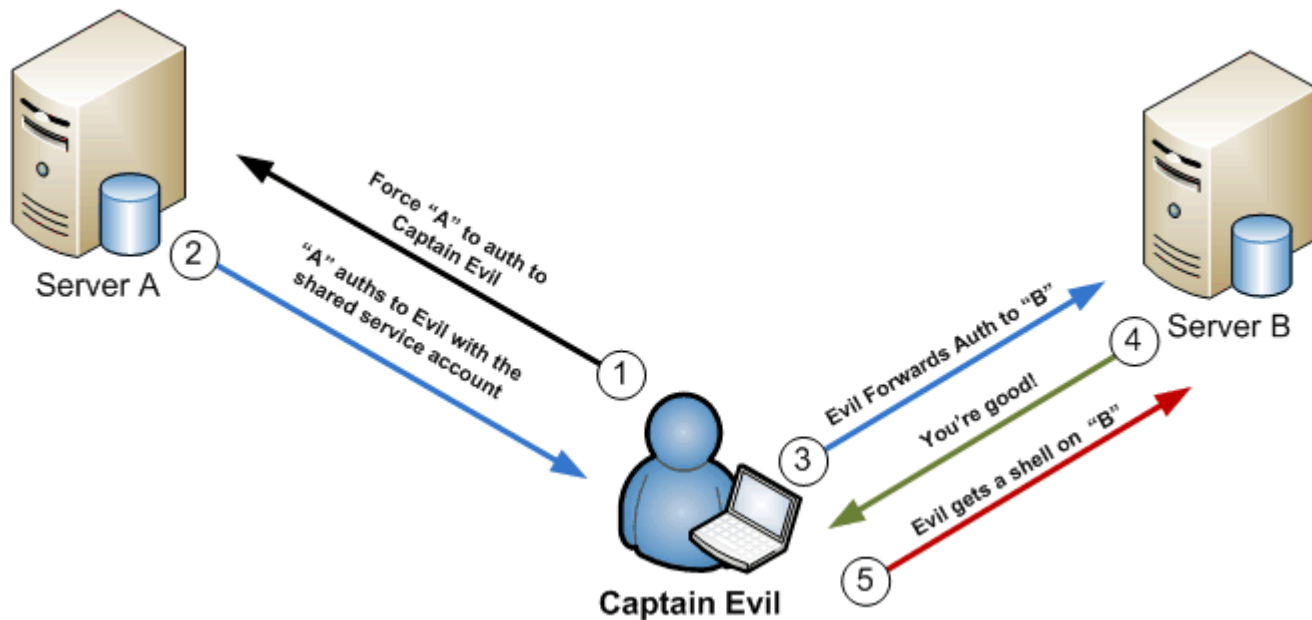 Server A
Server B
Force “A” to auth to
Captain Evil
1
2
“A” auths to Evil with the
shared service account
3
Evil Forwards Auth to “B”
4
You’re good!
5
Evil gets a shell on “B”
Captain Evil